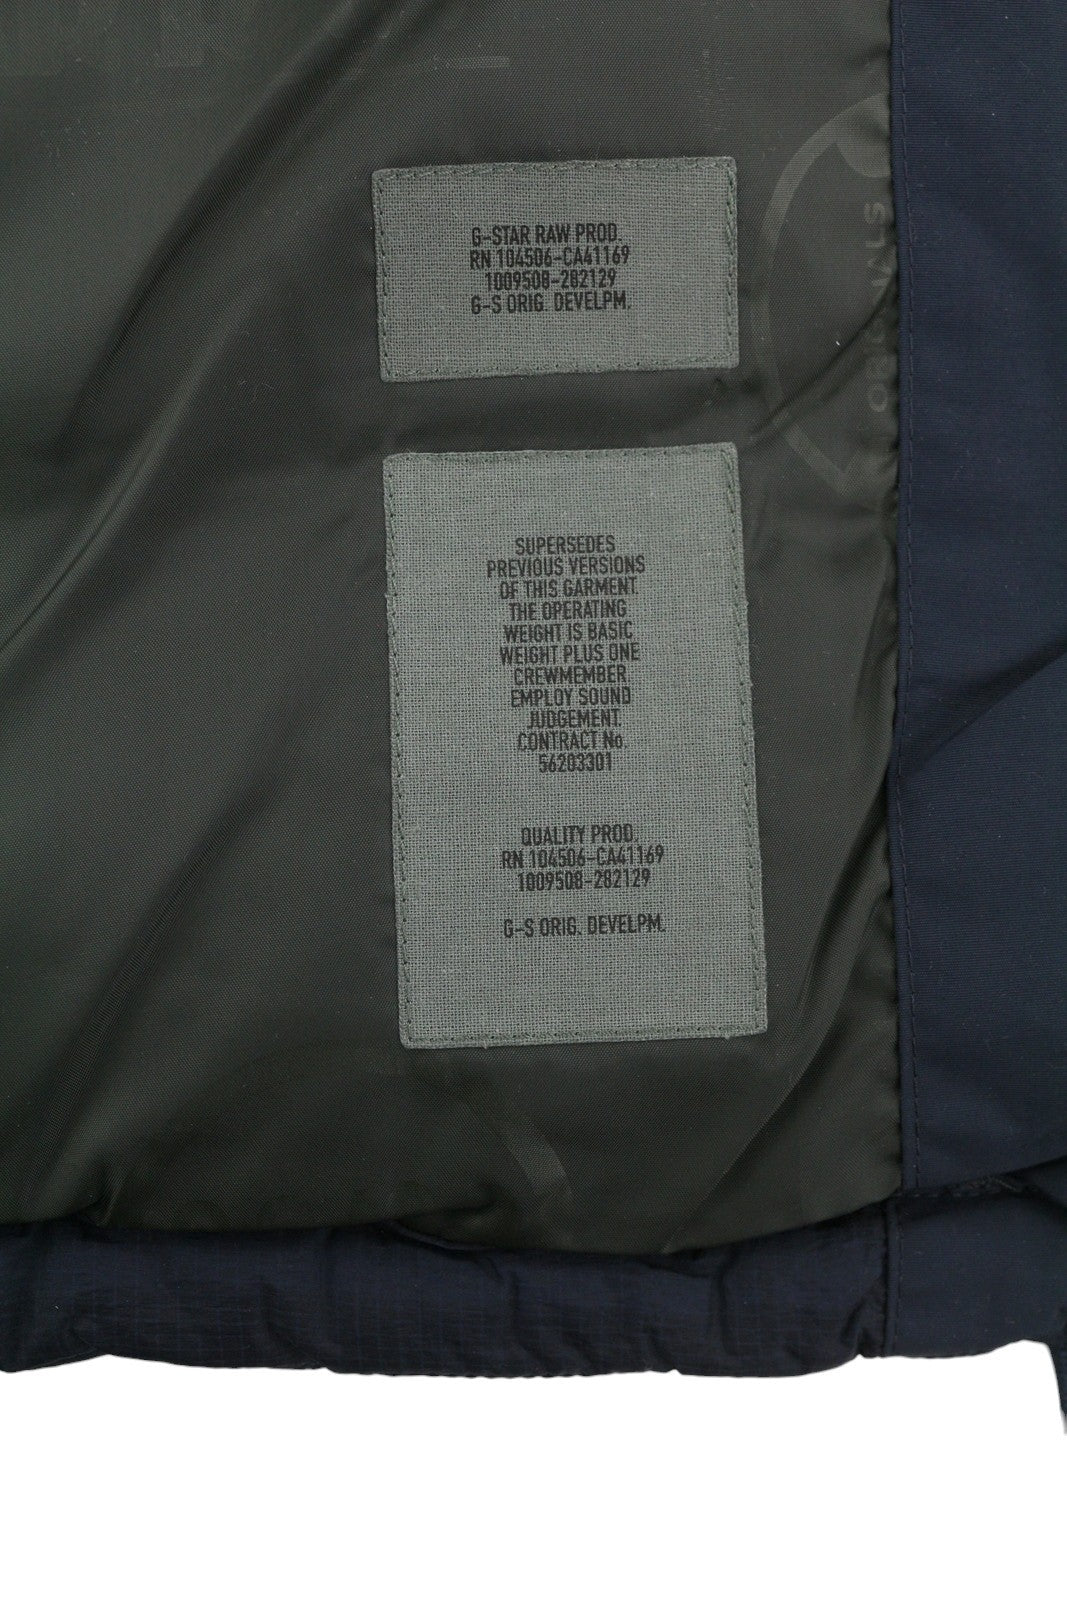 G-STAR RAW PROD.
RN 104506-CA41169
1009508-282129
G-S ORIG. DEVELPM.
ORIGINALS
SUPERSEDES
PREVIOUS VERSIONS
OF THIS GARMENT.
THE OPERATING
WEIGHT IS BASIC
WEIGHT PLUS ONE
CREWMEMBER.
EMPLOY SOUND
JUDGEMENT.
CONTRACT No.
56203301
QUALITY PROD.
RN 104506-CA41169
1009508-282129
G-S ORIG. DEVELPM.